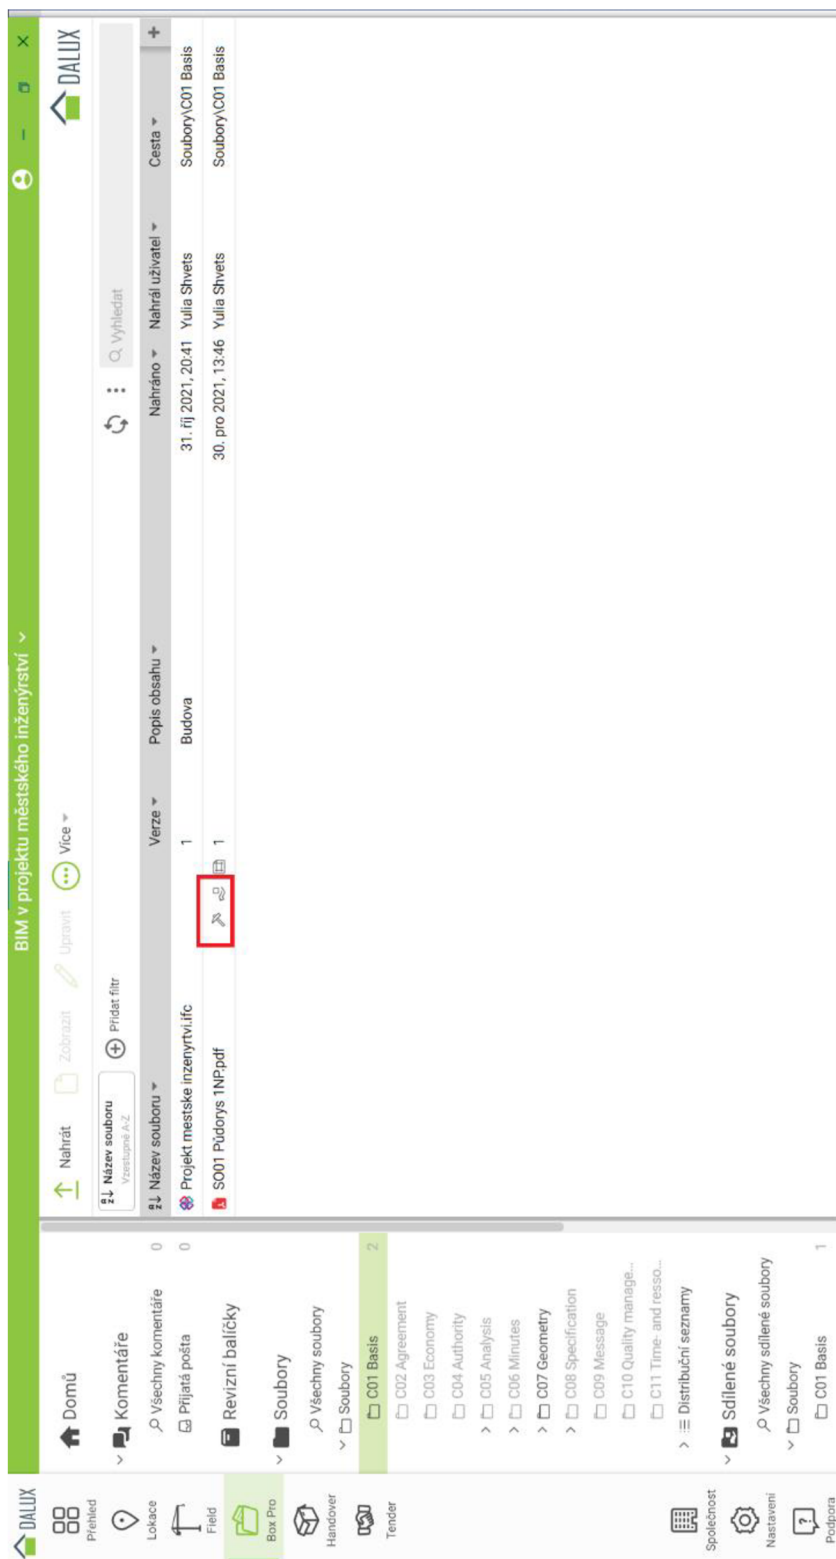 DALUX
BIM v projektu městského inženýrství
DALUX
Přehled
Lokace
Field
Box Pro
Handover
Tender
Společnost
Nastavení
Podpora
Domů
Komentáře
Všechny komentáře 0
Přijatá pošta 0
Revizní balíčky
Soubory
Všechny soubory
Soubory
C01 Basis 2
C02 Agreement
C03 Economy
C04 Authority
C05 Analysis
C06 Minutes
C07 Geometry
C08 Specification
C09 Message
C10 Quality manage...
C11 Time- and resso...
Distribuční seznamy
Sdílené soubory
Všechny sdílené soubory
Soubory
C01 Basis 1
Nahrát Zobrazit Upravit Více
Název souboru
Vzestupně A-Z
Přidat filtr
Vyhledat
Název souboru Verze Popis obsahu Nahráno Nahrál uživatel Cesta +
Projekt mestske inzenyrtvi.ifc 1 Budova 31. říj 2021, 20:41 Yulia Shvets Soubory\C01 Basis
SO01 Půdorys 1NP.pdf 1 30. pro 2021, 13:46 Yulia Shvets Soubory\C01 Basis